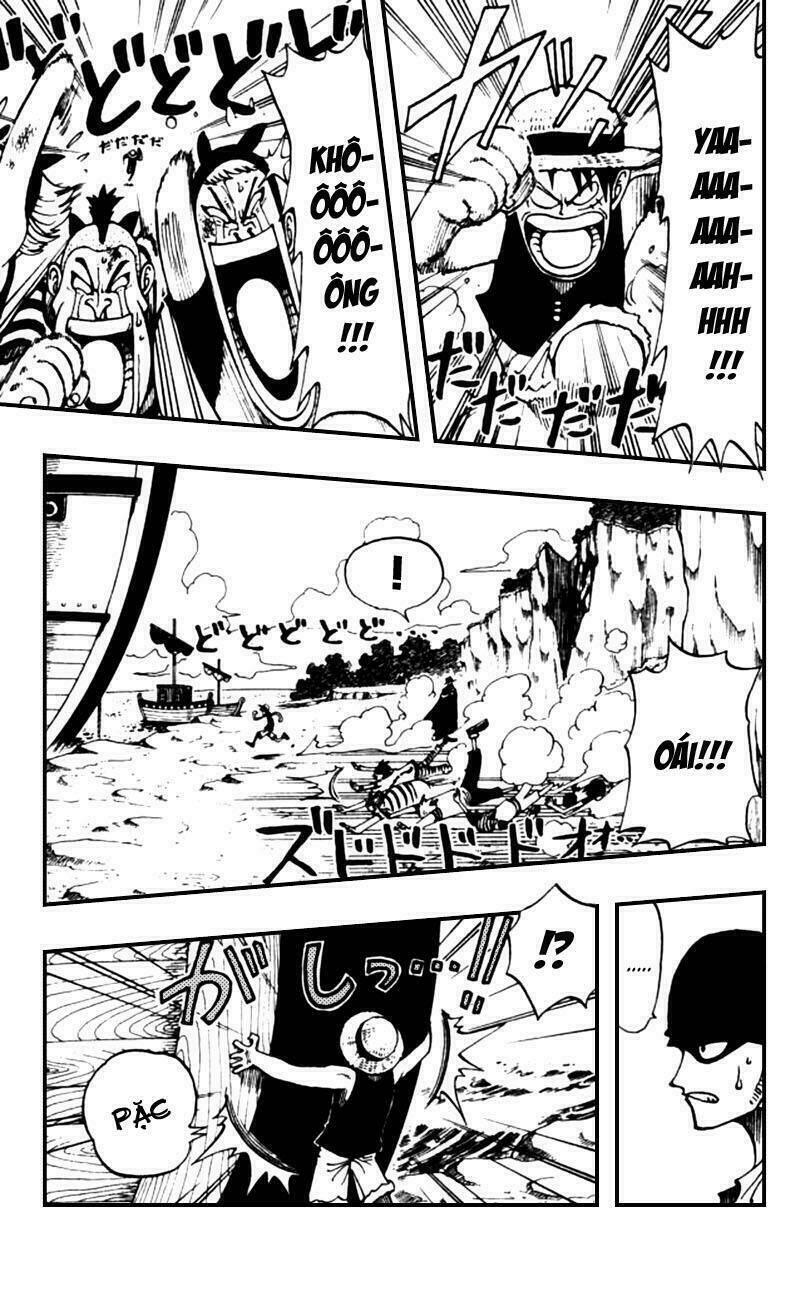 YAA-
AAA-
AAA-
AAH-
HHH
!!!
ガバッ
だだだだ
KHÔ-
ÔÔÔ-
ÔÔÔ-
ÔNG
!!!
どどどど
だだだだ
!
どどどどど...
OÁI!!!
ズドドドドォ
......
!?
がしっ...!!
PẶC